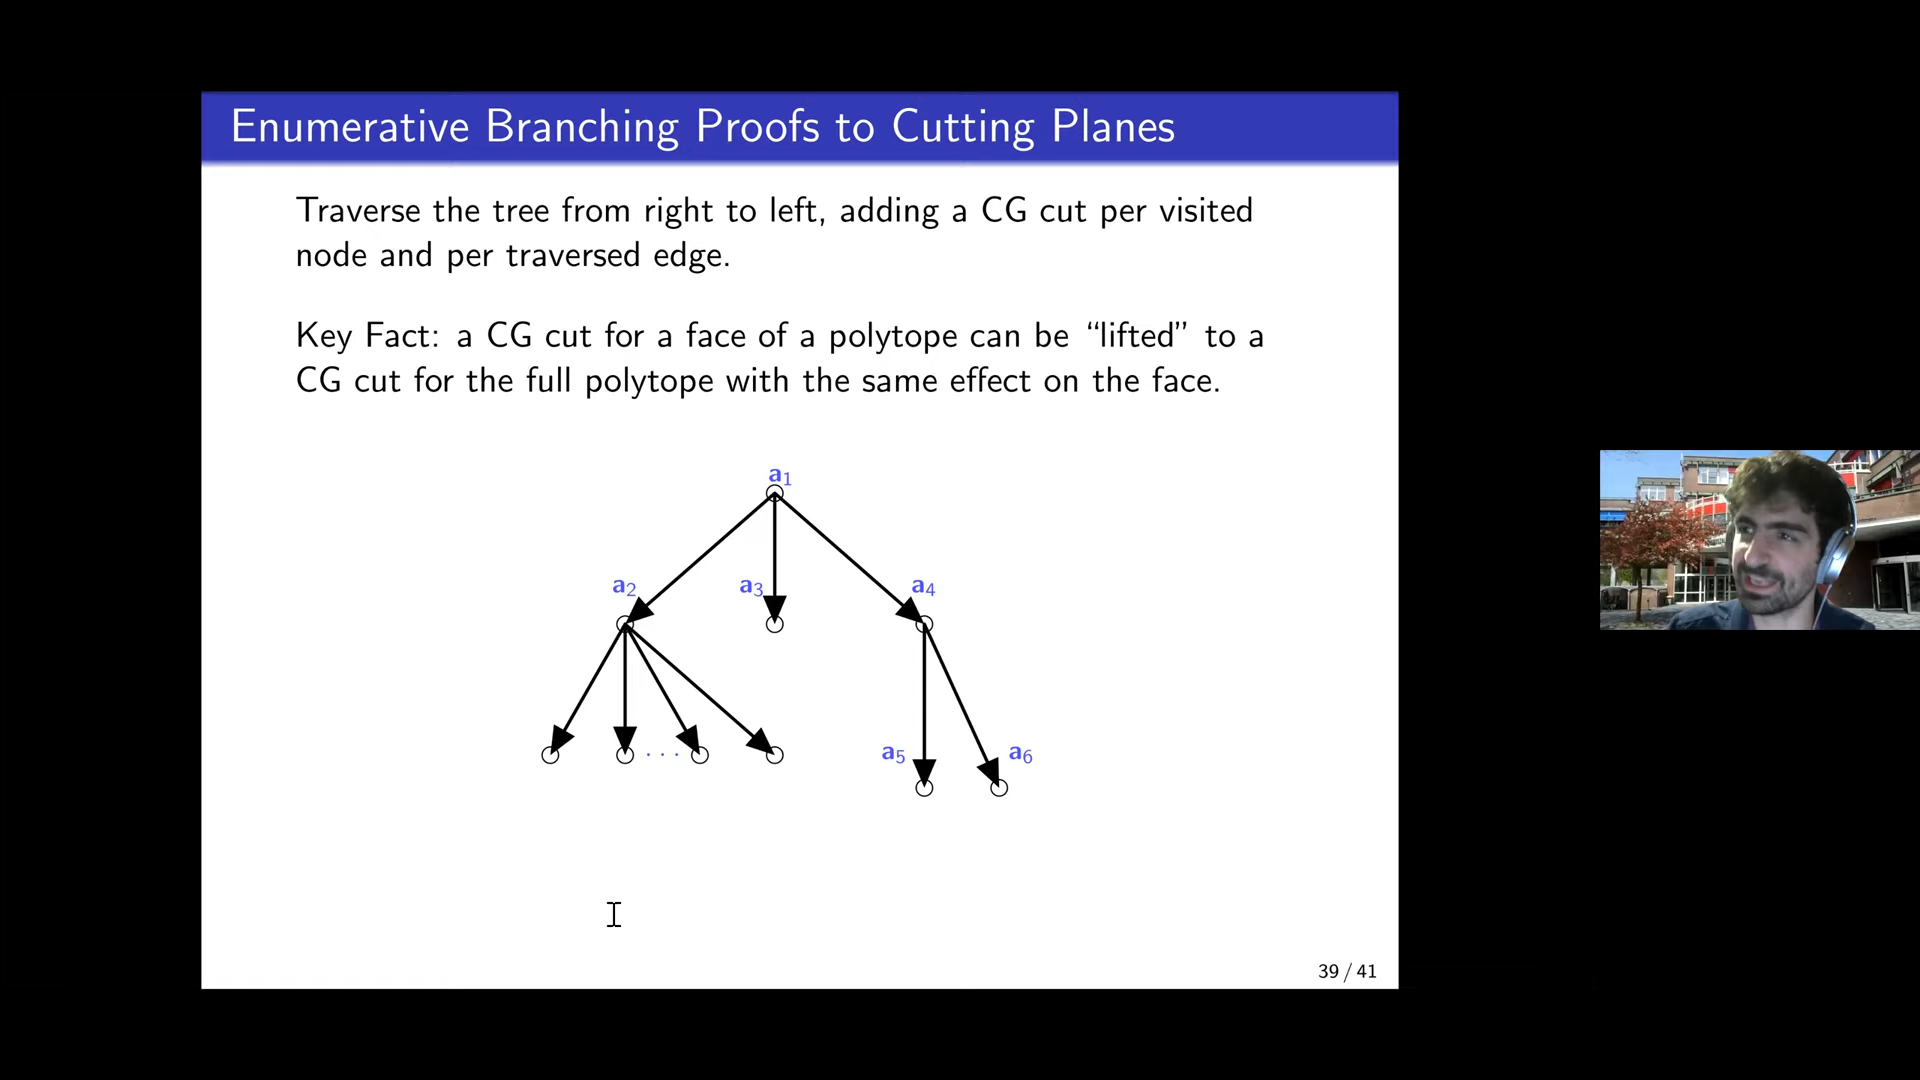 Enumerative Branching Proofs to Cutting Planes
Traverse the tree from right to left, adding a CG cut per visited
node and per traversed edge.
Key Fact: a CG cut for a face of a polytope can be “lifted” to a
CG cut for the full polytope with the same effect on the face.
a₁
a₂ a₃ a₄
· · ·
a₅ a₆
39 / 41